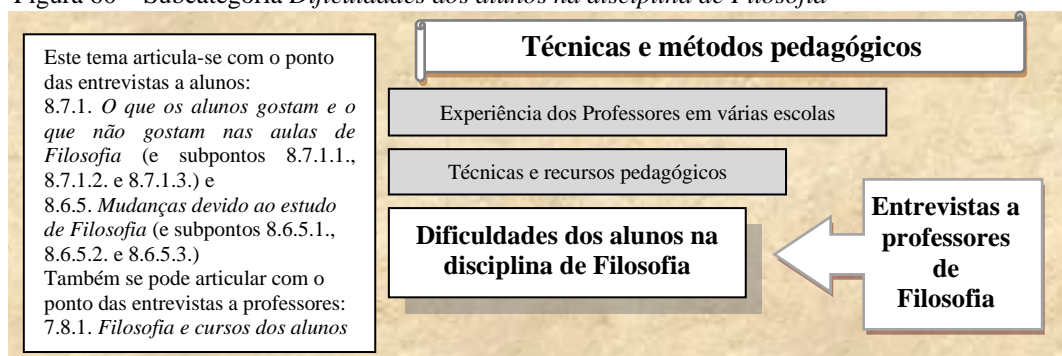 Figura 60 – Subcategoria Dificuldades dos alunos na disciplina de Filosofia
Este tema articula-se com o ponto
das entrevistas a alunos:
8.7.1. O que os alunos gostam e o
que não gostam nas aulas de
Filosofia (e subpontos 8.7.1.1.,
8.7.1.2. e 8.7.1.3.) e
8.6.5. Mudanças devido ao estudo
de Filosofia (e subpontos 8.6.5.1.,
8.6.5.2. e 8.6.5.3.)
Também se pode articular com o
ponto das entrevistas a professores:
7.8.1. Filosofia e cursos dos alunos
Técnicas e métodos pedagógicos
Experiência dos Professores em várias escolas
Técnicas e recursos pedagógicos
Dificuldades dos alunos na
disciplina de Filosofia
Entrevistas a
professores
de
Filosofia